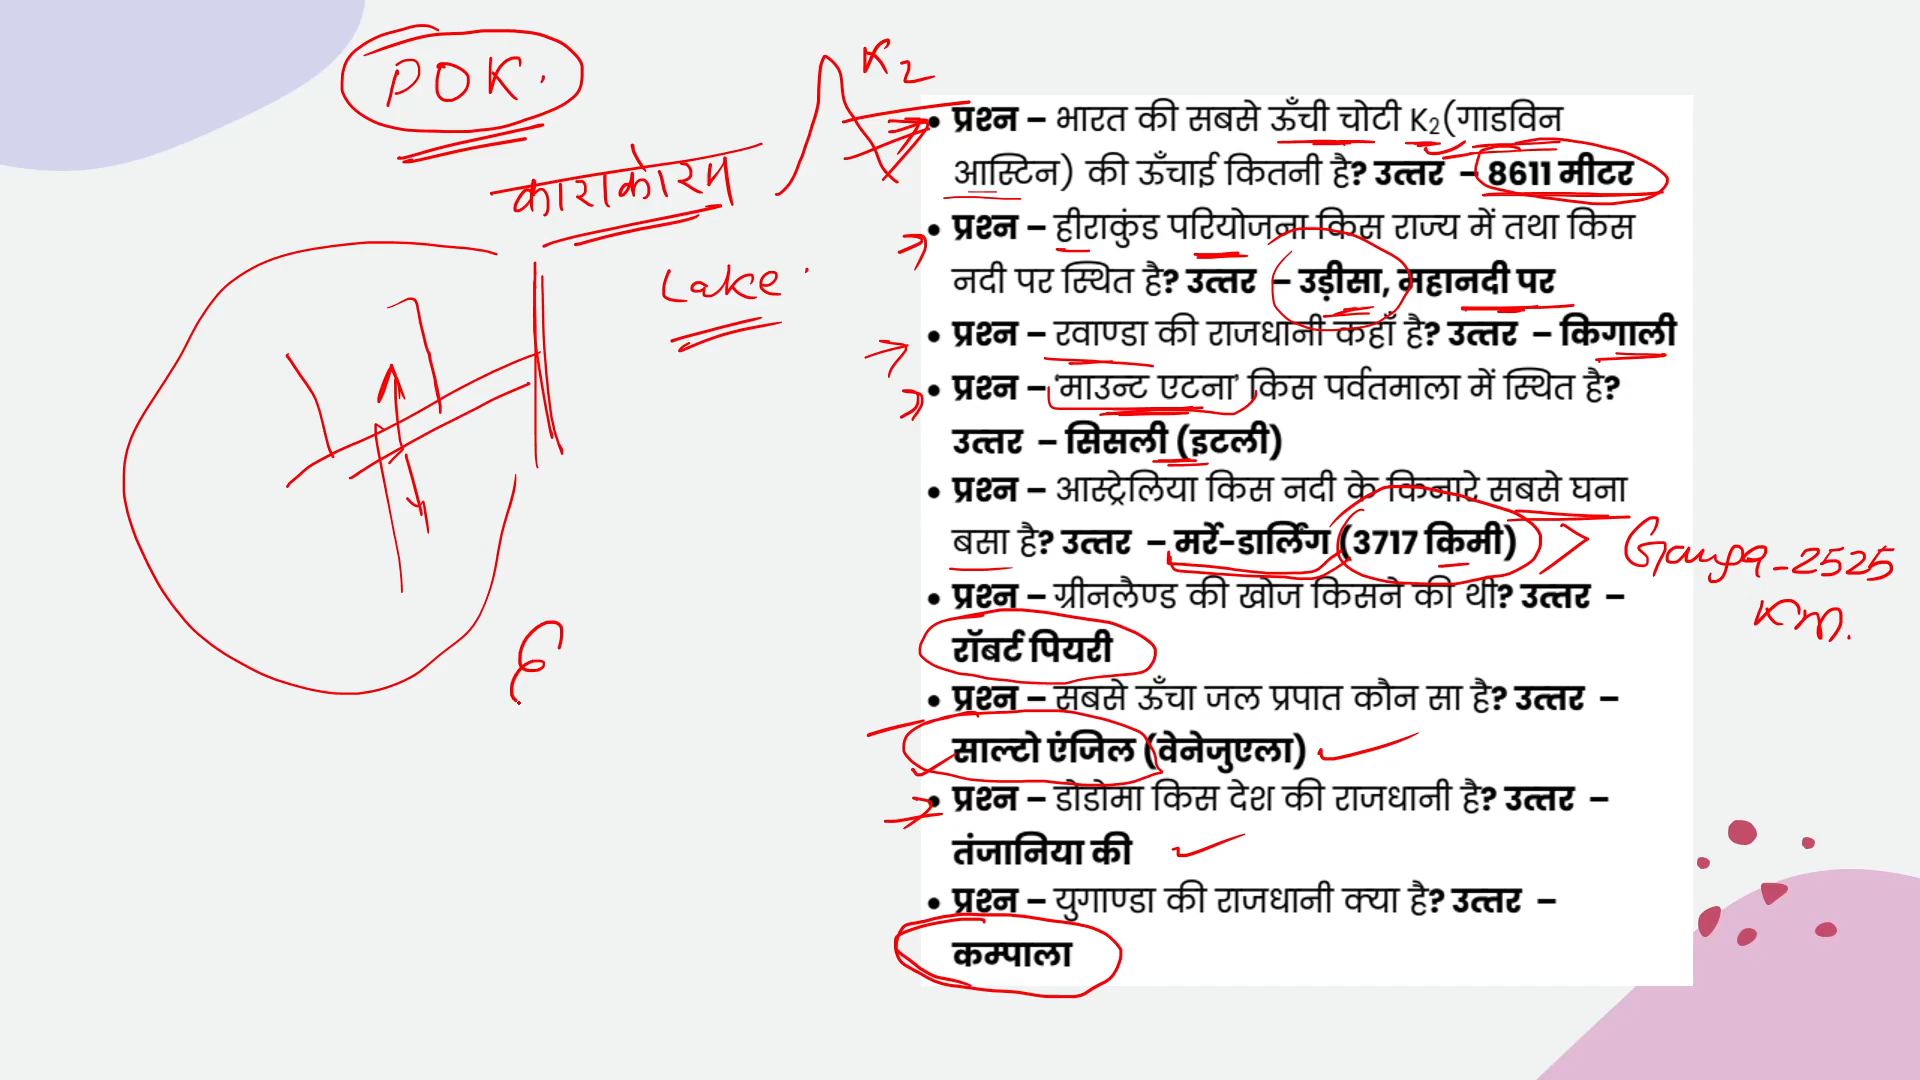 POK.
K2
काराकोरम
Lake.
• प्रश्न – भारत की सबसे ऊँची चोटी K2(गाडविन
आस्टिन) की ऊँचाई कितनी है? उत्तर – 8611 मीटर
• प्रश्न – हीराकुंड परियोजना किस राज्य में तथा किस
नदी पर स्थित है? उत्तर – उड़ीसा, महानदी पर
• प्रश्न – रवाण्डा की राजधानी कहाँ है? उत्तर – किगाली
• प्रश्न – ‘माउन्ट एटना’ किस पर्वतमाला में स्थित है?
उत्तर – सिसली (इटली)
• प्रश्न – आस्ट्रेलिया किस नदी के किनारे सबसे घना
बसा है? उत्तर – मर्रे-डार्लिंग (3717 किमी)
Ganga-2525
KM.
• प्रश्न – ग्रीनलैण्ड की खोज किसने की थी? उत्तर –
रॉबर्ट पियरी
• प्रश्न – सबसे ऊँचा जल प्रपात कौन सा है? उत्तर –
साल्टो एंजिल (वेनेजुएला)
• प्रश्न – डोडोमा किस देश की राजधानी है? उत्तर –
तंजानिया की
• प्रश्न – युगाण्डा की राजधानी क्या है? उत्तर –
कम्पाला